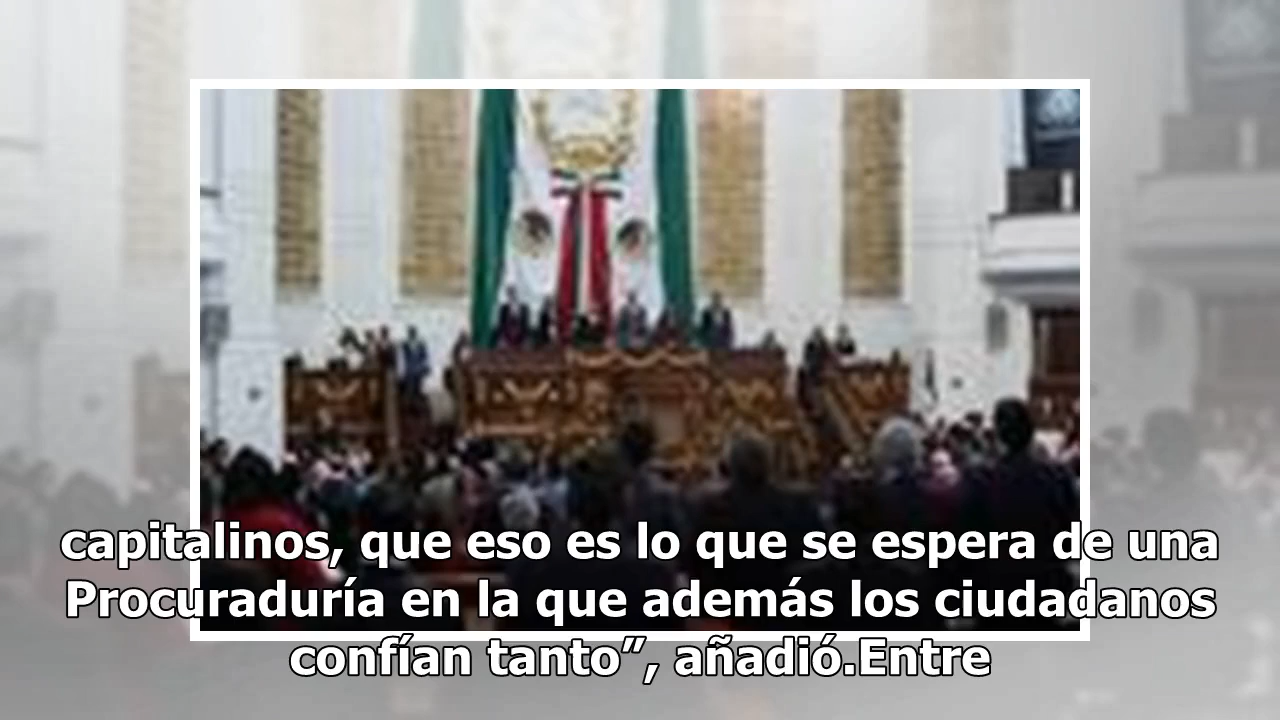 capitalinos, que eso es lo que se espera de una
Procuraduría en la que además los ciudadanos
confían tanto”, añadió.Entre